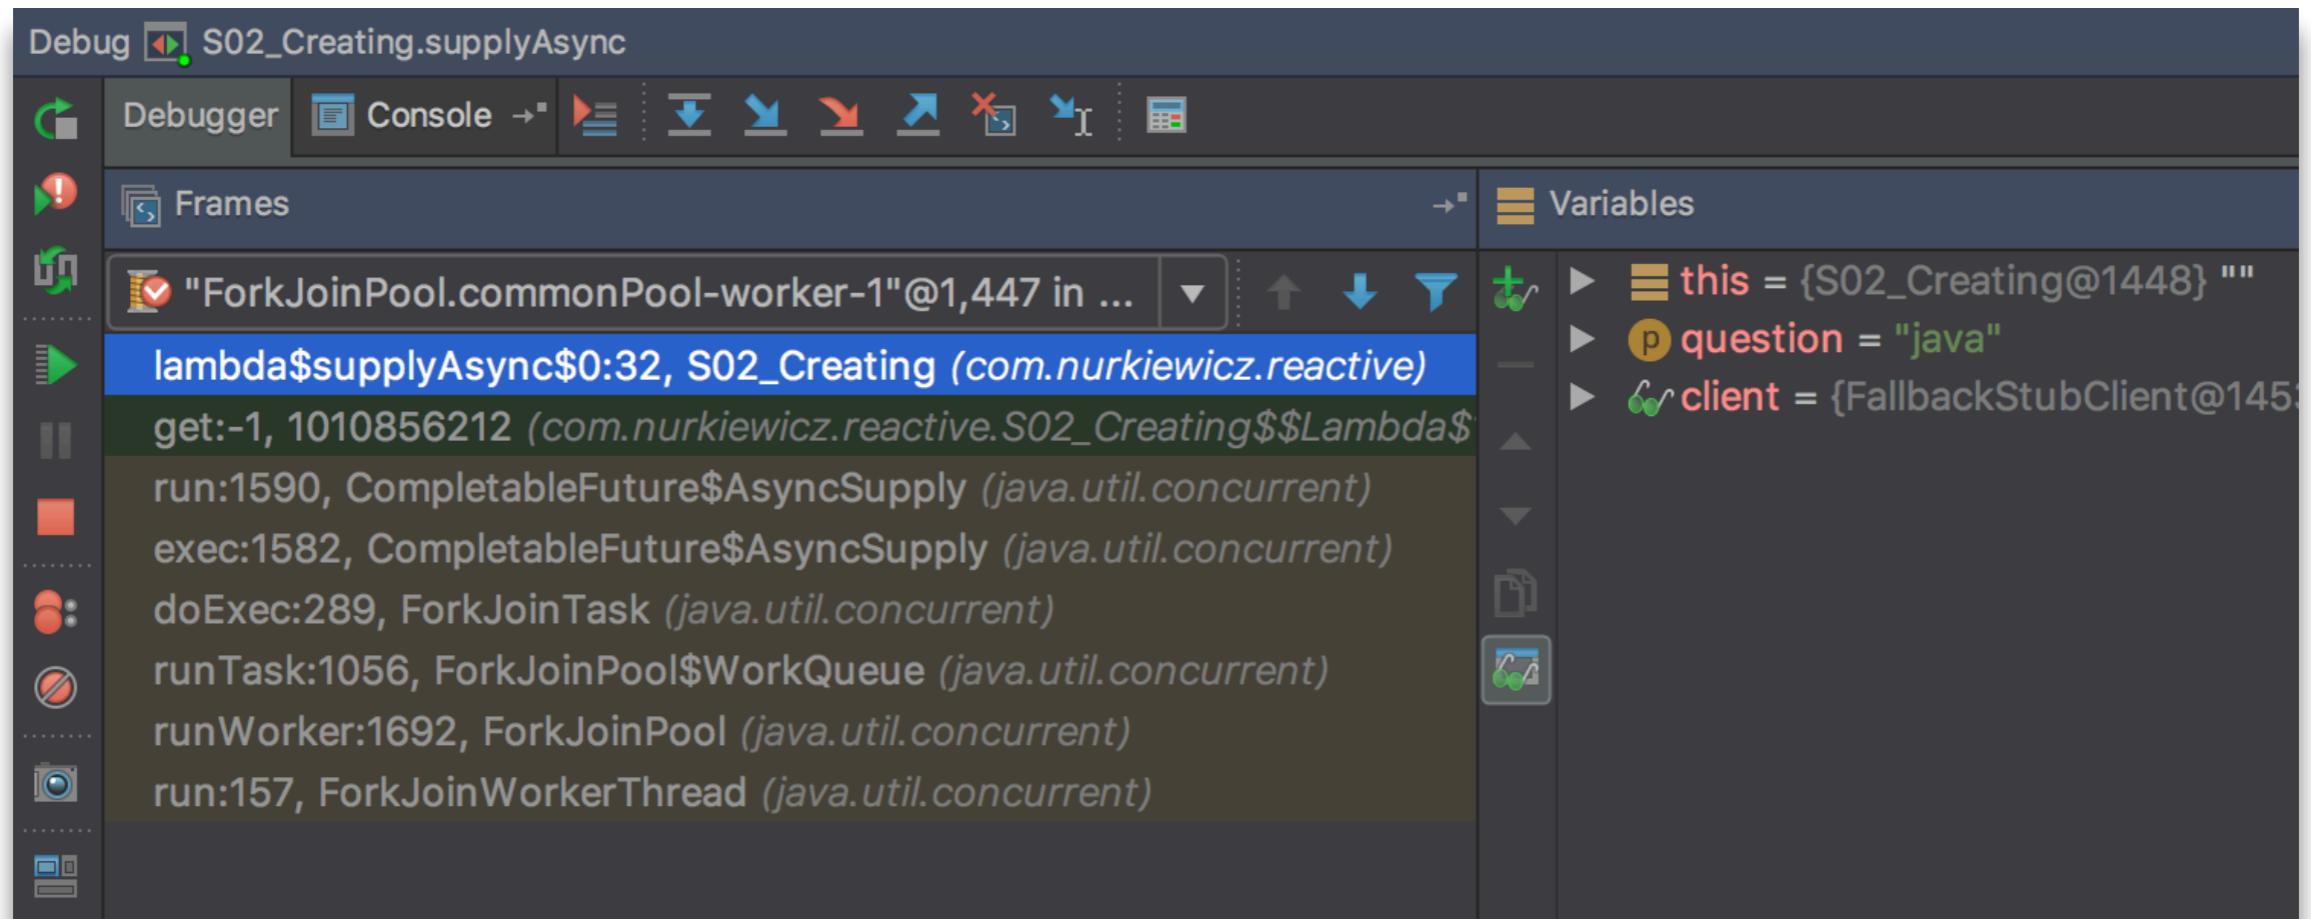 Debug S02_Creating.supplyAsync
Debugger Console
Frames
Variables
"ForkJoinPool.commonPool-worker-1"@1,447 in ...
lambda$supplyAsync$0:32, S02_Creating (com.nurkiewicz.reactive)
get:-1, 1010856212 (com.nurkiewicz.reactive.S02_Creating$$Lambda$
run:1590, CompletableFuture$AsyncSupply (java.util.concurrent)
exec:1582, CompletableFuture$AsyncSupply (java.util.concurrent)
doExec:289, ForkJoinTask (java.util.concurrent)
runTask:1056, ForkJoinPool$WorkQueue (java.util.concurrent)
runWorker:1692, ForkJoinPool (java.util.concurrent)
run:157, ForkJoinWorkerThread (java.util.concurrent)
this = {S02_Creating@1448} ""
p question = "java"
client = {FallbackStubClient@145